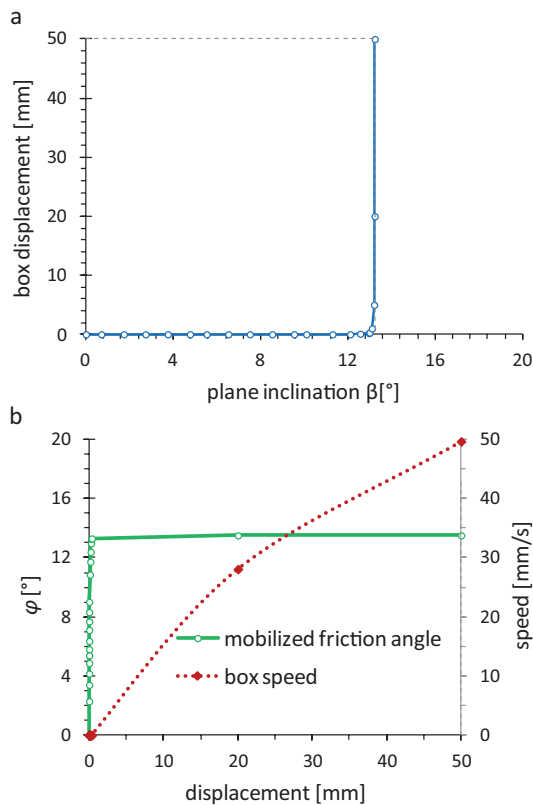 a
50
40
30
20
10
0
box displacement [mm]
0 4 8 12 16 20
plane inclination β[°]
b
20
16
12
8
4
0
φ [°]
50
40
30
20
10
0
speed [mm/s]
mobilized friction angle
box speed
0 10 20 30 40 50
displacement [mm]